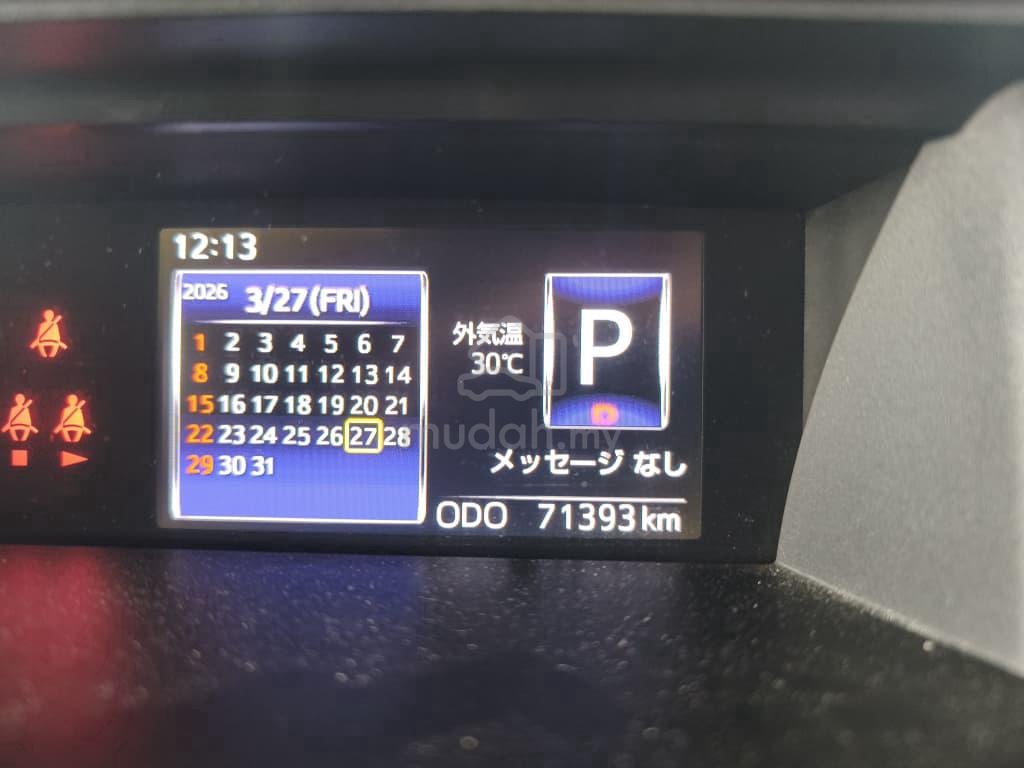 12:13
2026 3/27(FRI)
1 2 3 4 5 6 7
8 9 10 11 12 13 14
15 16 17 18 19 20 21
22 23 24 25 26 27 28
29 30 31
外気温
30℃
P
D
mudah.my
メッセージ なし
ODO 71393km